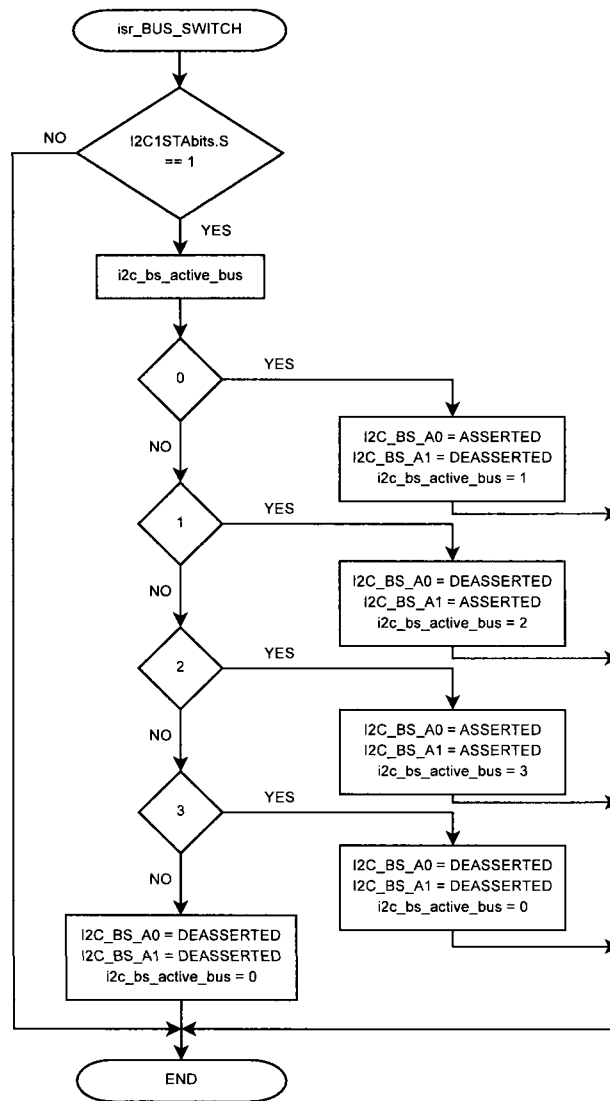 isr_BUS_SWITCH
NO
I2C1STAbits.S
== 1
YES
i2c_bs_active_bus
0
YES
I2C_BS_A0 = ASSERTED
I2C_BS_A1 = DEASSERTED
i2c_bs_active_bus = 1
NO
1
YES
I2C_BS_A0 = DEASSERTED
I2C_BS_A1 = ASSERTED
i2c_bs_active_bus = 2
NO
2
YES
I2C_BS_A0 = ASSERTED
I2C_BS_A1 = ASSERTED
i2c_bs_active_bus = 3
NO
3
YES
I2C_BS_A0 = DEASSERTED
I2C_BS_A1 = DEASSERTED
i2c_bs_active_bus = 0
NO
I2C_BS_A0 = DEASSERTED
I2C_BS_A1 = DEASSERTED
i2c_bs_active_bus = 0
END